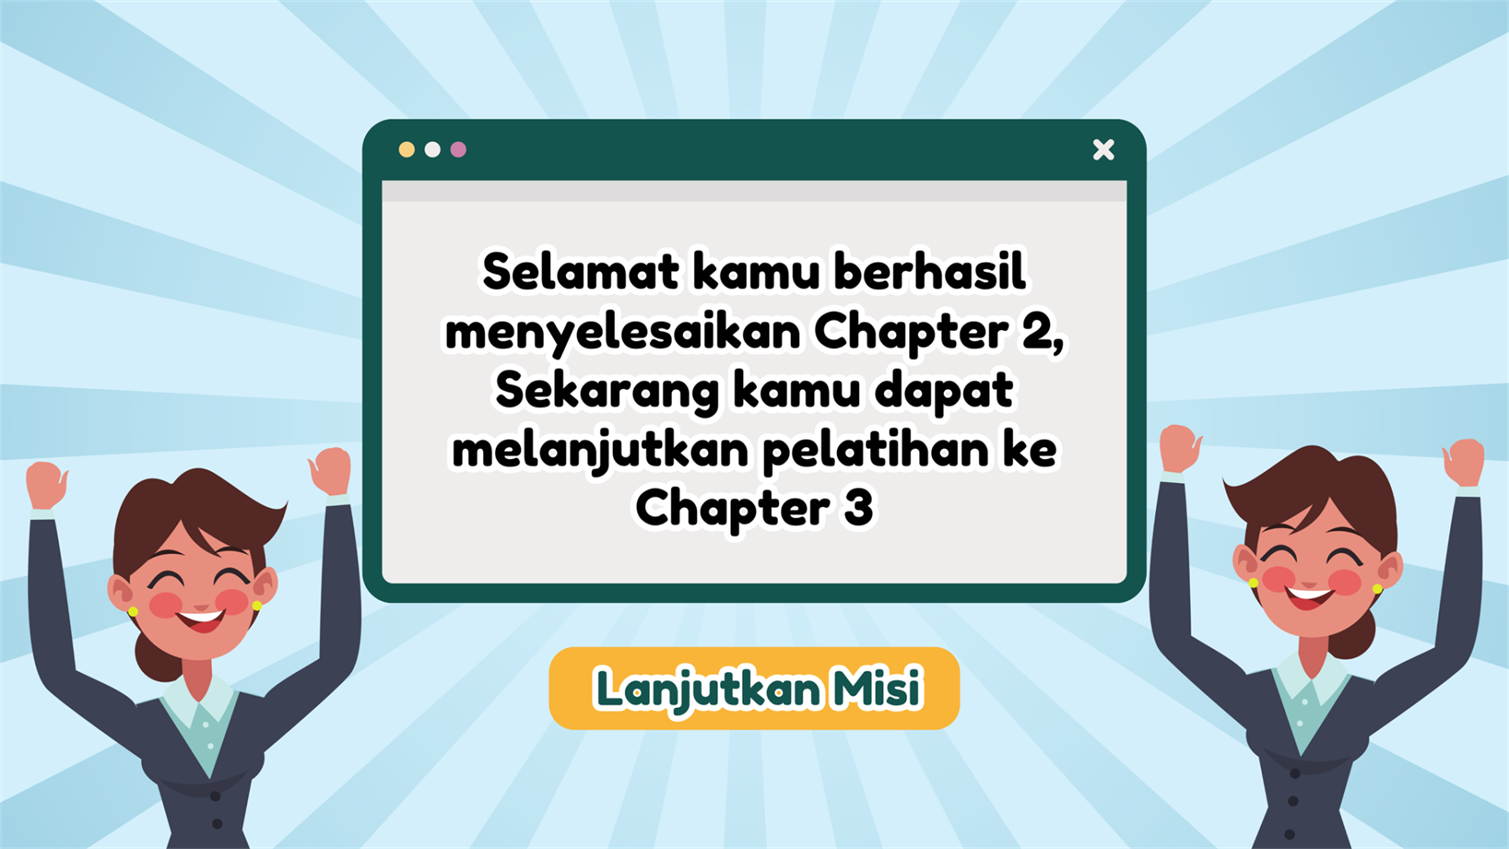 Selamat kamu berhasil
menyelesaikan Chapter 2,
Sekarang kamu dapat
melanjutkan pelatihan ke
Chapter 3
Lanjutkan Misi